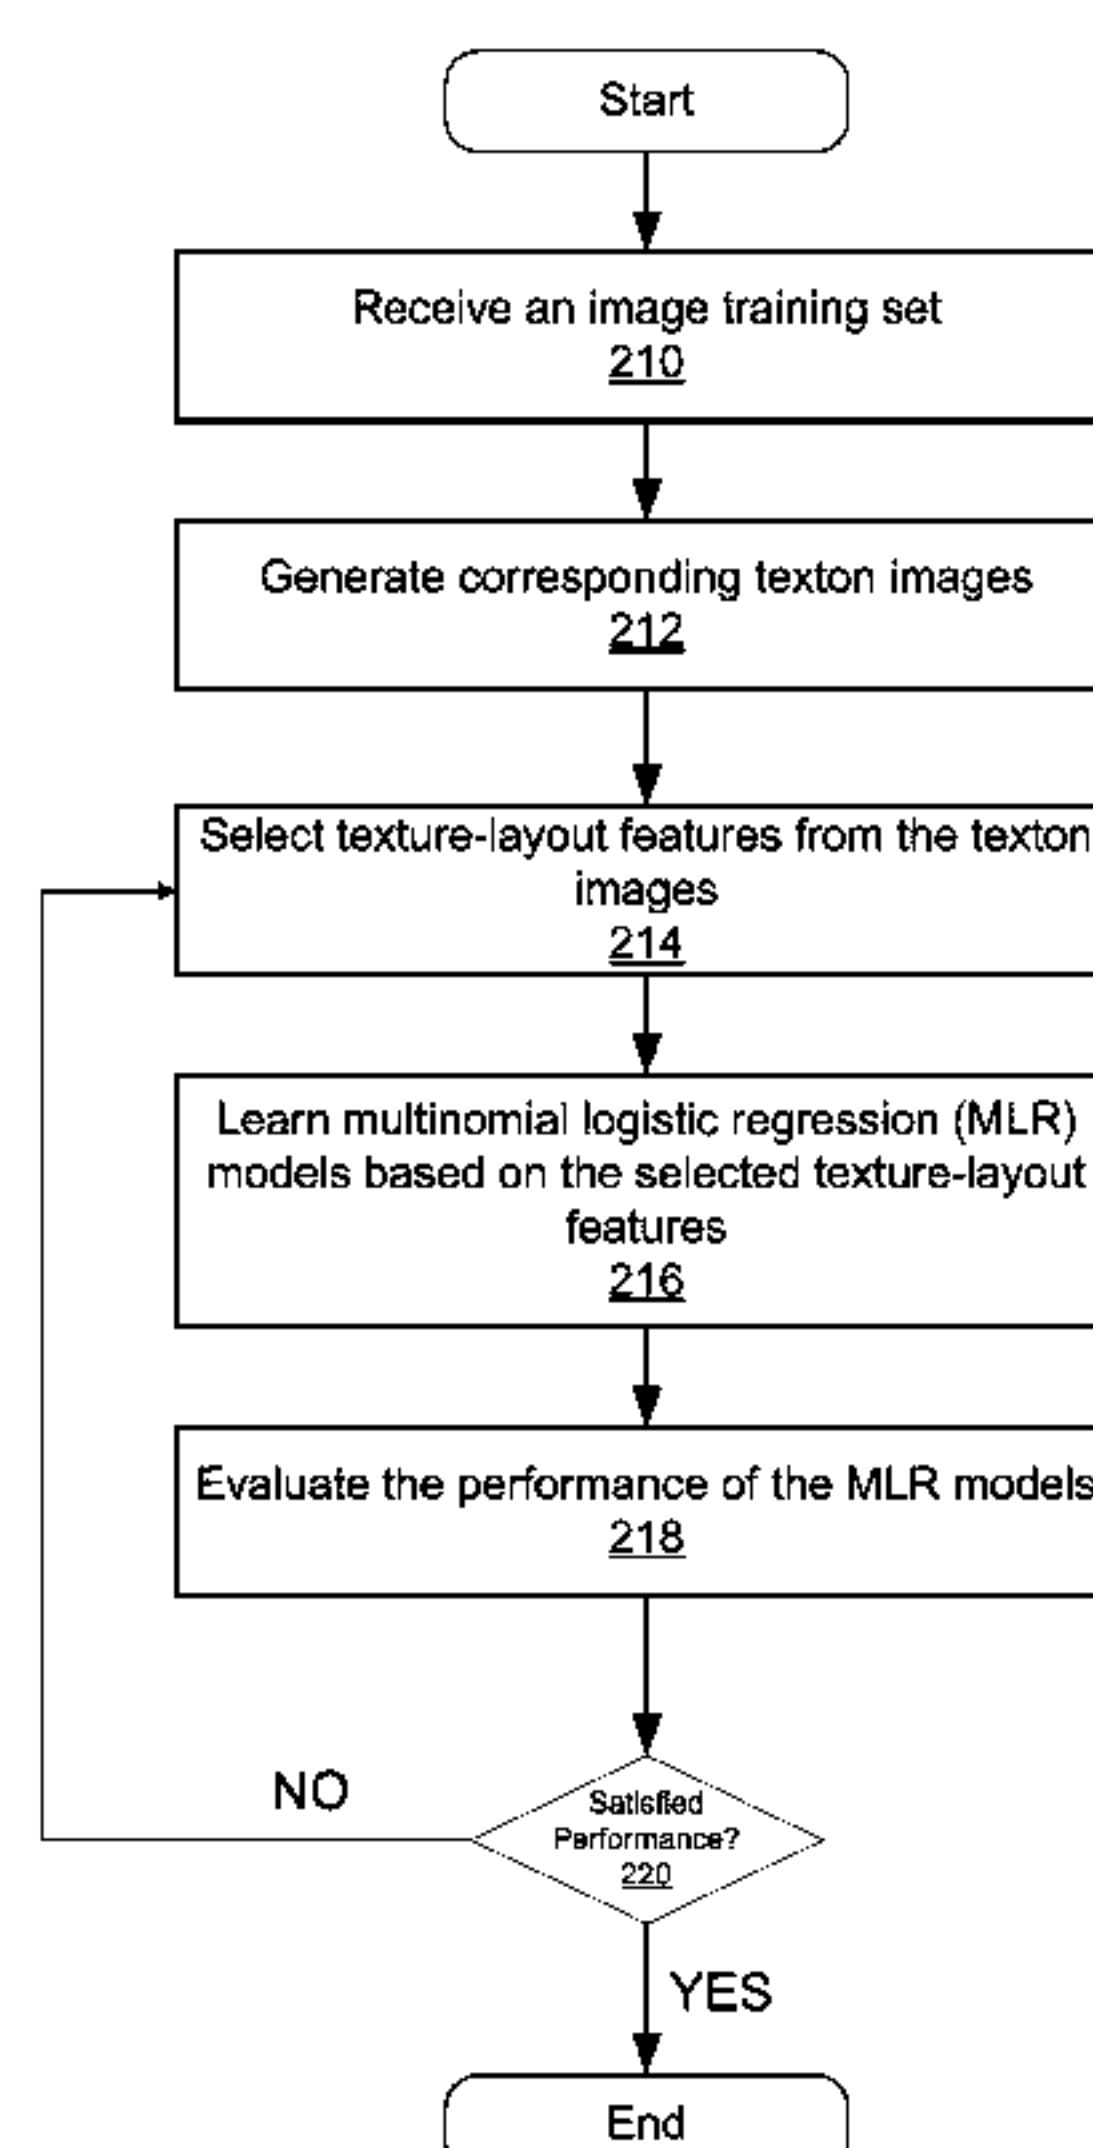 Start
Receive an image training set
210
Generate corresponding texton images
212
Select texture-layout features from the texton
images
214
Learn multinomial logistic regression (MLR)
models based on the selected texture-layout
features
216
Evaluate the performance of the MLR models
218
NO
Satisfied
Performance?
220
YES
End